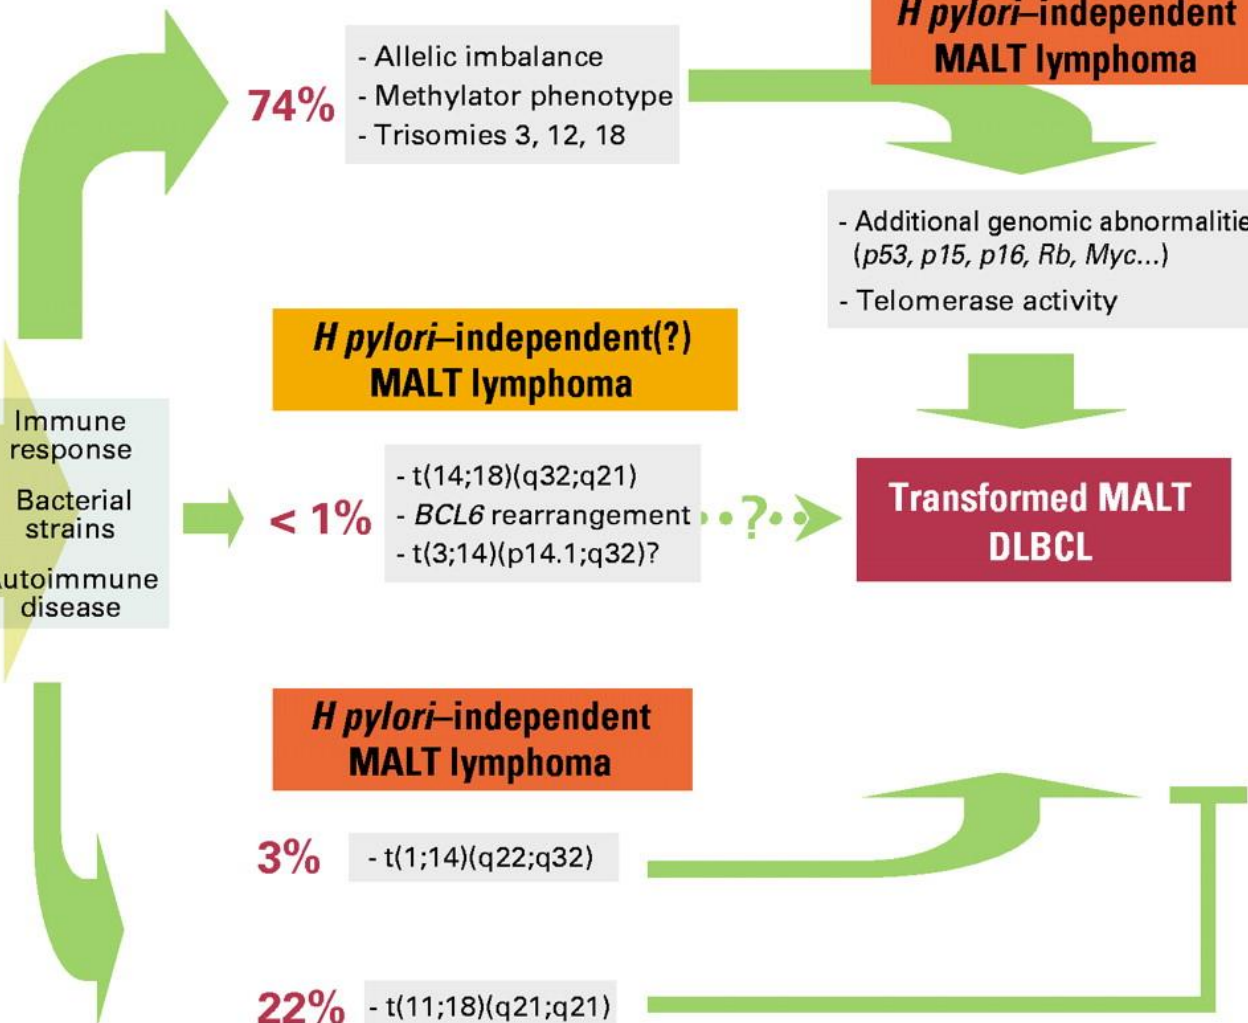 H pylori–independent
MALT lymphoma
74%
- Allelic imbalance
- Methylator phenotype
- Trisomies 3, 12, 18
- Additional genomic abnormalitie
(p53, p15, p16, Rb, Myc...)
- Telomerase activity
H pylori–independent(?)
MALT lymphoma
Immune
response
Bacterial
strains
utoimmune
disease
< 1%
- t(14;18)(q32;q21)
- BCL6 rearrangement
- t(3;14)(p14.1;q32)?
?
Transformed MALT
DLBCL
H pylori–independent
MALT lymphoma
3%
- t(1;14)(q22;q32)
22%
- t(11;18)(q21;q21)